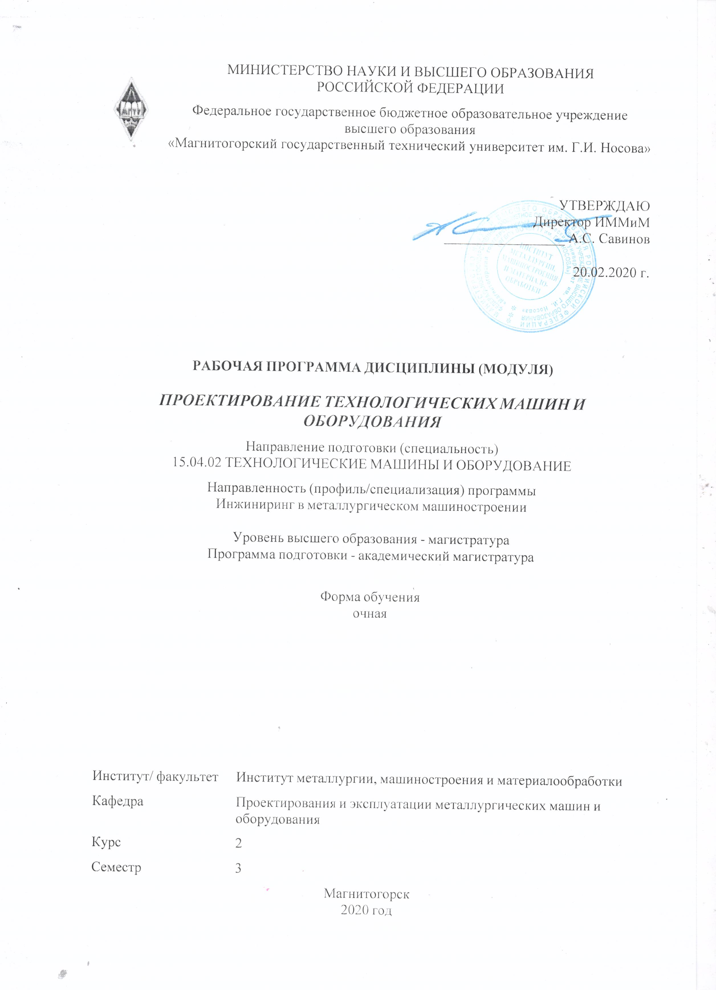 МИНИСТЕРСТВО НАУКИ И ВЫСШЕГО ОБРАЗОВАНИЯ
РОССИЙСКОЙ ФЕДЕРАЦИИ
МГТУ
Федеральное государственное бюджетное образовательное учреждение
высшего образования
«Магнитогорский государственный технический университет им. Г.И. Носова»
УТВЕРЖДАЮ
Директор ИММиМ
А.С. Савинов
20.02.2020 г.
ИНСТИТУТ
МЕТАЛЛУРГИИ,
МАШИНОСТРОЕНИЯ
И МАТЕРИАЛО-
ОБРАБОТКИ
РАБОЧАЯ ПРОГРАММА ДИСЦИПЛИНЫ (МОДУЛЯ)
ПРОЕКТИРОВАНИЕ ТЕХНОЛОГИЧЕСКИХ МАШИН И
ОБОРУДОВАНИЯ
Направление подготовки (специальность)
15.04.02 ТЕХНОЛОГИЧЕСКИЕ МАШИНЫ И ОБОРУДОВАНИЕ
Направленность (профиль/специализация) программы
Инжиниринг в металлургическом машиностроении
Уровень высшего образования - магистратура
Программа подготовки - академический магистратура
Форма обучения
очная
Институт/ факультет Институт металлургии, машиностроения и материалообработки
Кафедра Проектирования и эксплуатации металлургических машин и
оборудования
Курс 2
Семестр 3
Магнитогорск
2020 год